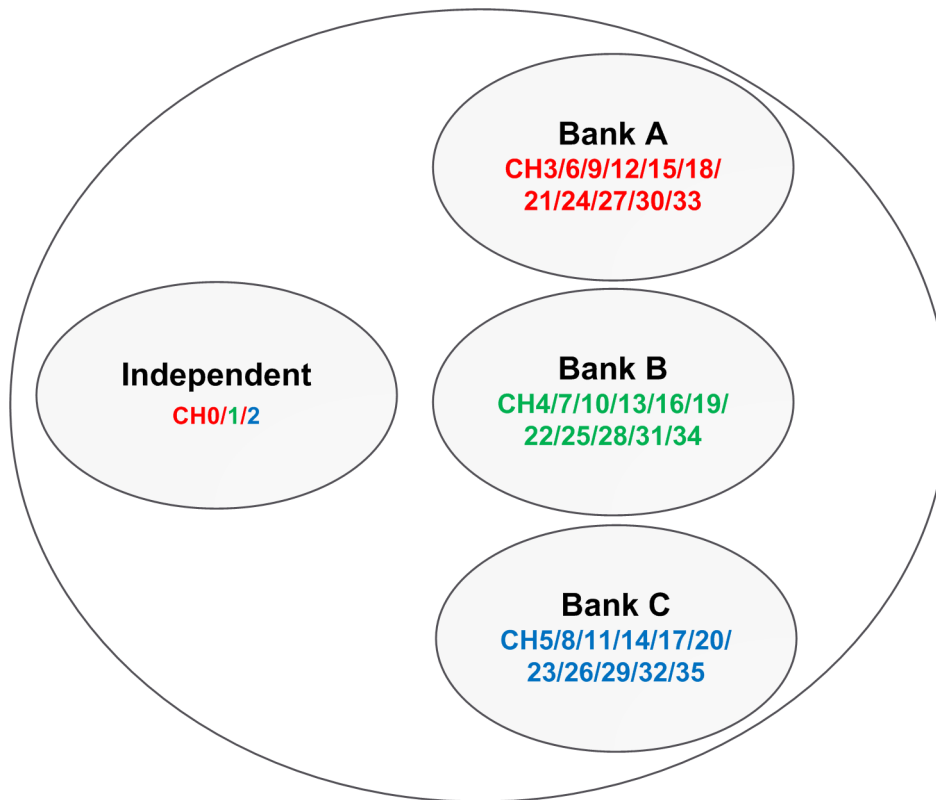 Bank A
CH3/6/9/12/15/18/
21/24/27/30/33
Independent
CH0/1/2
Bank B
CH4/7/10/13/16/19/
22/25/28/31/34
Bank C
CH5/8/11/14/17/20/
23/26/29/32/35